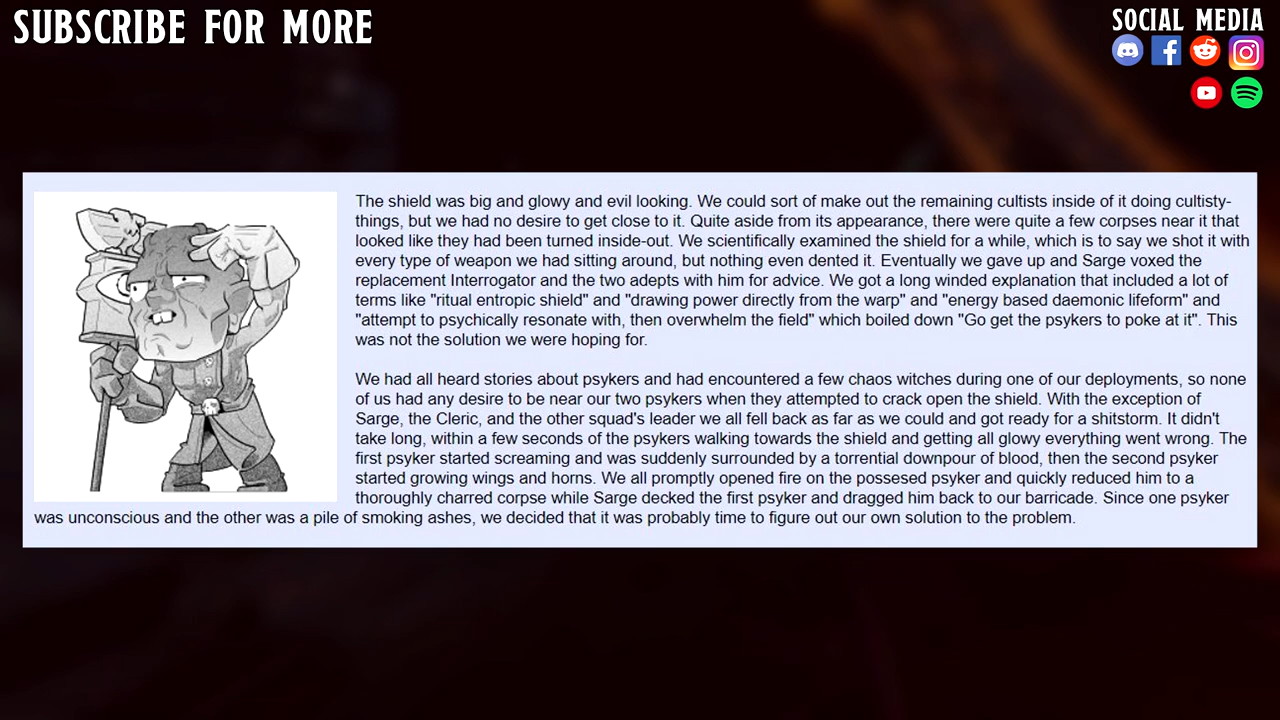 SUBSCRIBE FOR MORE
SOCIAL MEDIA
The shield was big and glowy and evil looking. We could sort of make out the remaining cultists inside of it doing cultisty-
things, but we had no desire to get close to it. Quite aside from its appearance, there were quite a few corpses near it that
looked like they had been turned inside-out. We scientifically examined the shield for a while, which is to say we shot it with
every type of weapon we had sitting around, but nothing even dented it. Eventually we gave up and Sarge voxed the
replacement Interrogator and the two adepts with him for advice. We got a long winded explanation that included a lot of
terms like "ritual entropic shield" and "drawing power directly from the warp" and "energy based daemonic lifeform" and
"attempt to psychically resonate with, then overwhelm the field" which boiled down "Go get the psykers to poke at it". This
was not the solution we were hoping for.
We had all heard stories about psykers and had encountered a few chaos witches during one of our deployments, so none
of us had any desire to be near our two psykers when they attempted to crack open the shield. With the exception of
Sarge, the Cleric, and the other squad's leader we all fell back as far as we could and got ready for a shitstorm. It didn't
take long, within a few seconds of the psykers walking towards the shield and getting all glowy everything went wrong. The
first psyker started screaming and was suddenly surrounded by a torrential downpour of blood, then the second psyker
started growing wings and horns. We all promptly opened fire on the possesed psyker and quickly reduced him to a
thoroughly charred corpse while Sarge decked the first psyker and dragged him back to our barricade. Since one psyker
was unconscious and the other was a pile of smoking ashes, we decided that it was probably time to figure out our own solution to the problem.